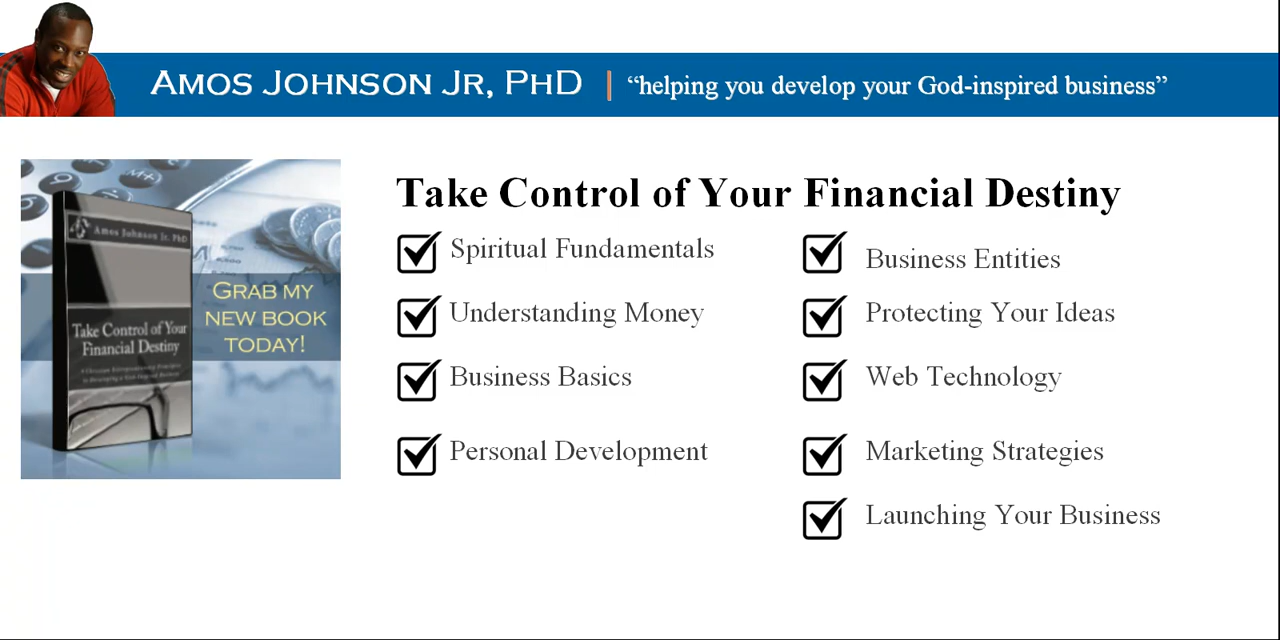 AMOS JOHNSON JR, PHD | “helping you develop your God-inspired business”
Amos Johnson Jr. PhD
Take Control of Your
Financial Destiny
GRAB MY
NEW BOOK
TODAY!
Take Control of Your Financial Destiny
Spiritual Fundamentals
Understanding Money
Business Basics
Personal Development
Business Entities
Protecting Your Ideas
Web Technology
Marketing Strategies
Launching Your Business